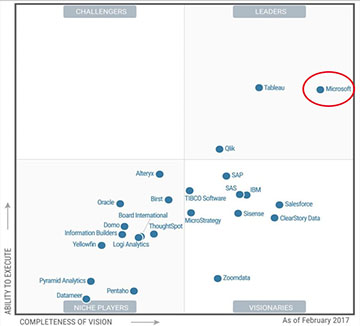 CHALLENGERS
LEADERS
Tableau
Microsoft
Qlik
Alteryx
SAP
SAS
IBM
Birst
TIBCO Software
Oracle
Salesforce
Board International
MicroStrategy
Sisense
ClearStory Data
Domo
ThoughtSpot
Information Builders
Yellowfin
Logi Analytics
Pyramid Analytics
Zoomdata
Pentaho
Datameer
NICHE PLAYERS
VISIONARIES
ABILITY TO EXECUTE
COMPLETENESS OF VISION
As of February 2017